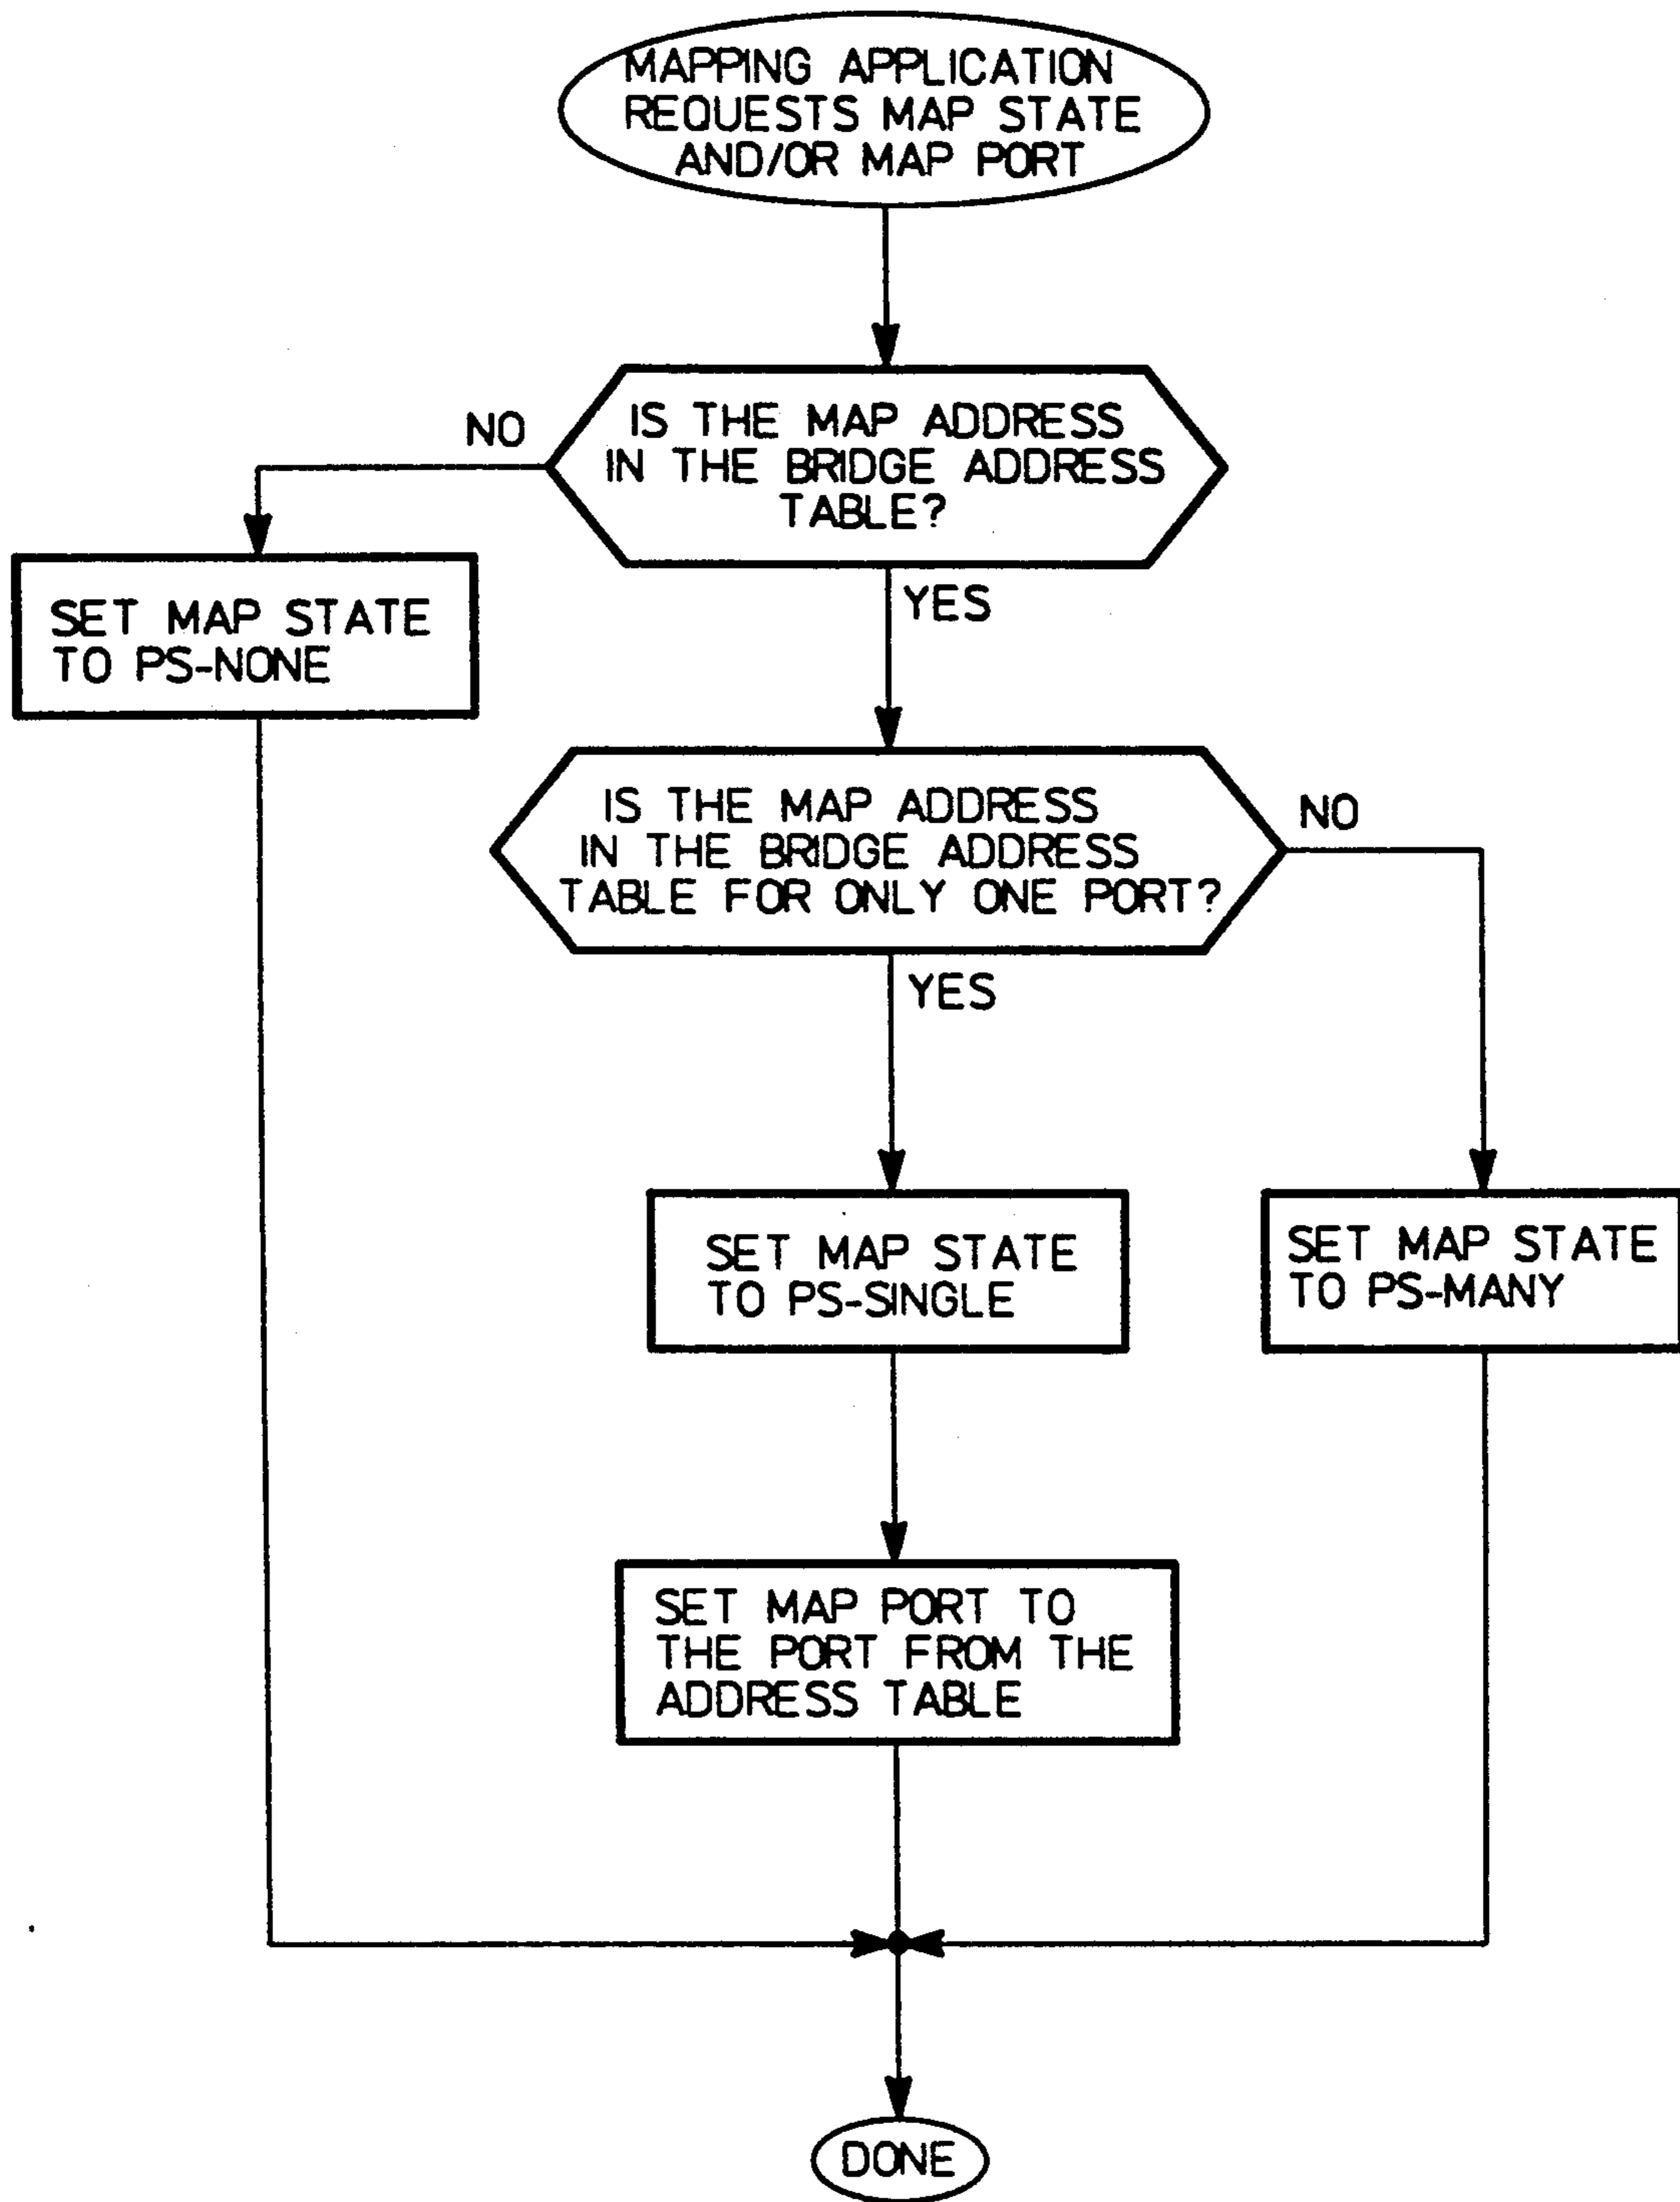 MAPPING APPLICATION
REQUESTS MAP STATE
AND/OR MAP PORT
IS THE MAP ADDRESS
IN THE BRIDGE ADDRESS
TABLE?
NO
YES
SET MAP STATE
TO PS-NONE
IS THE MAP ADDRESS
IN THE BRIDGE ADDRESS
TABLE FOR ONLY ONE PORT?
NO
YES
SET MAP STATE
TO PS-SINGLE
SET MAP STATE
TO PS-MANY
SET MAP PORT TO
THE PORT FROM THE
ADDRESS TABLE
DONE